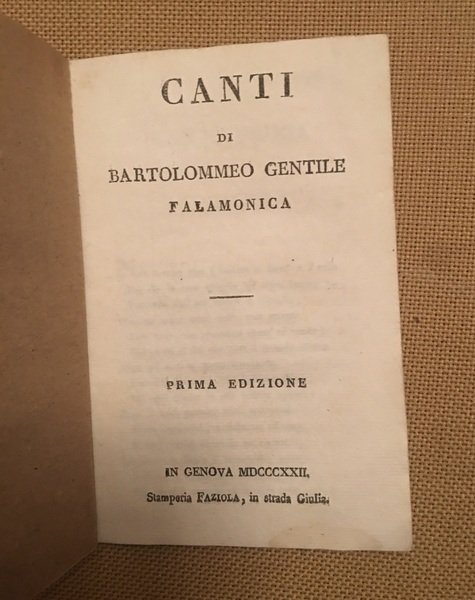 CANTI
DI
BARTOLOMMEO GENTILE
FALAMONICA
PRIMA EDIZIONE
IN GENOVA MDCCCXXII.
Stamperia FAZIOLA, in strada Giulia.